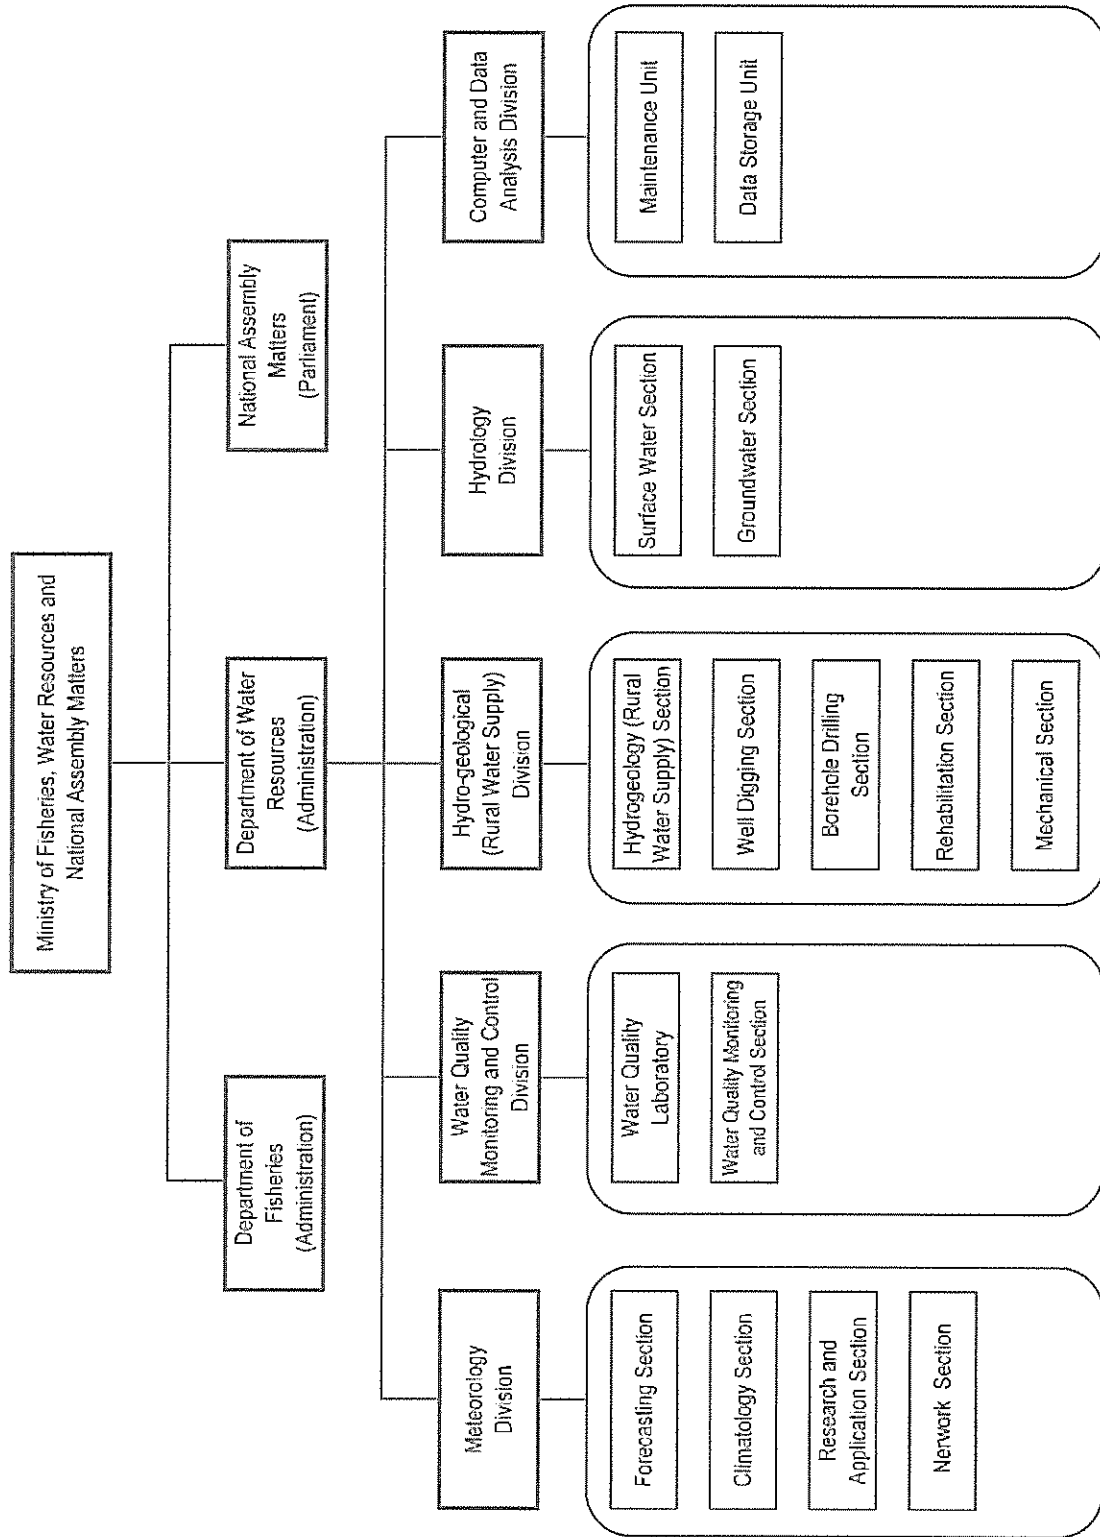 Ministry of Fisheries, Water Resources and
National Assembly Matters
Department of
Fisheries
(Administration)
Department of Water
Resources
(Administration)
National Assembly
Matters
(Parliament)
Meteorology
Division
Water Quality
Monitoring and Control
Division
Hydro-geological
(Rural Water Supply)
Division
Hydrology
Division
Computer and Data
Analysis Division
Forecasting Section
Climatology Section
Research and
Application Section
Nerwork Section
Water Quality
Laboratory
Water Quality Monitoring
and Control Section
Hydrogeology (Rural
Water Supply) Section
Well Digging Section
Borehole Drilling
Section
Rehabilitation Section
Mechanical Section
Surface Water Section
Groundwater Section
Maintenance Unit
Data Storage Unit